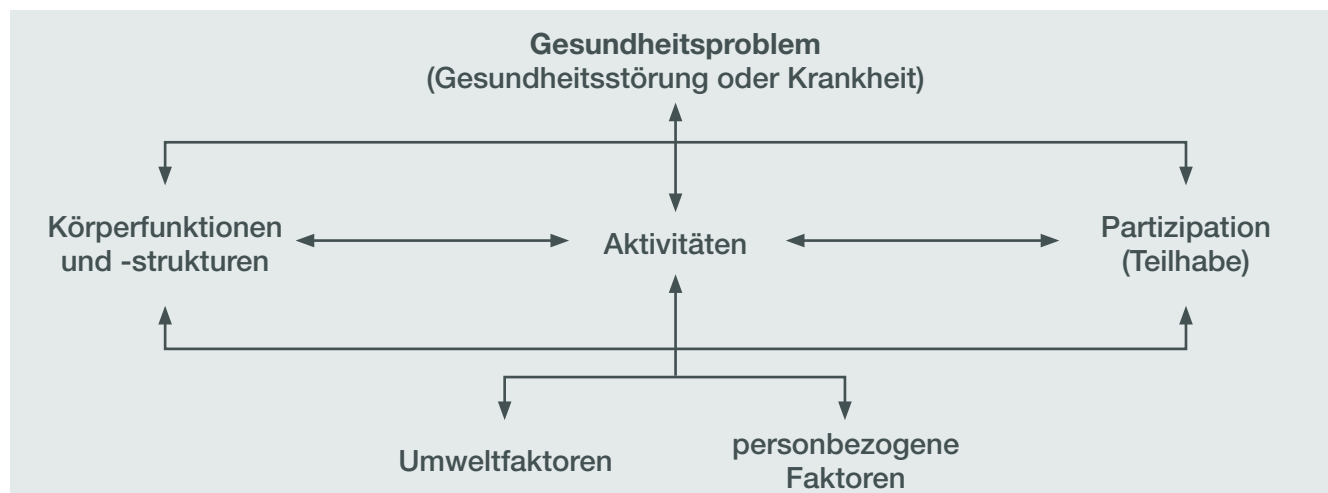 Gesundheitsproblem
(Gesundheitsstörung oder Krankheit)
Körperfunktionen
und -strukturen
Aktivitäten
Partizipation
(Teilhabe)
Umweltfaktoren
personbezogene
Faktoren